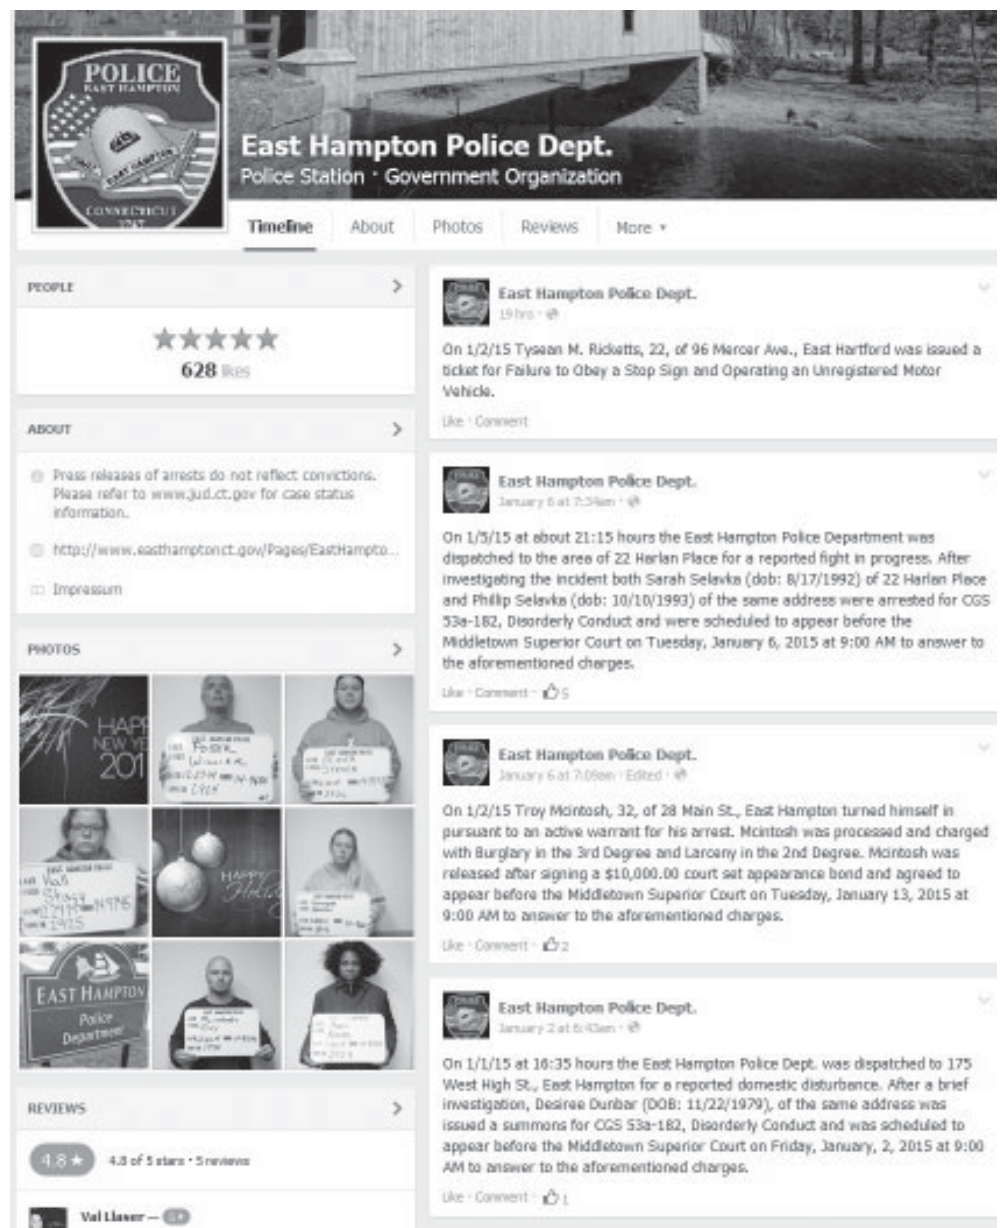 POLICE
EAST HAMPTON
EAST HAMPTON
CONNECTICUT
1767
East Hampton Police Dept.
Police Station · Government Organization
Timeline
About
Photos
Reviews
More
PEOPLE
628 likes
ABOUT
Press releases of arrests do not reflect convictions.
Please refer to www.jud.ct.gov for case status
information.
http://www.easthamptonct.gov/Pages/EastHampto...
Impressum
PHOTOS
HAPP
NEW YE
201
HAPPY
Holiday
EAST HAMPTON
Police
Department
REVIEWS
4.8 ★
4.8 of 5 stars · 5 reviews
East Hampton Police Dept.
19 hrs ·
On 1/2/15 Tysean M. Ricketts, 22, of 96 Mercer Ave., East Hartford was issued a
ticket for Failure to Obey a Stop Sign and Operating an Unregistered Motor
Vehicle.
Like · Comment
East Hampton Police Dept.
January 6 at 7:34am ·
On 1/5/15 at about 21:15 hours the East Hampton Police Department was
dispatched to the area of 22 Harlan Place for a reported fight in progress. After
investigating the incident both Sarah Selavka (dob: 8/17/1992) of 22 Harlan Place
and Phillip Selavka (dob: 10/10/1993) of the same address were arrested for CGS
53a-182, Disorderly Conduct and were scheduled to appear before the
Middletown Superior Court on Tuesday, January 6, 2015 at 9:00 AM to answer to
the aforementioned charges.
Like · Comment · 5
East Hampton Police Dept.
January 6 at 7:09am · Edited ·
On 1/2/15 Troy Mcintosh, 32, of 28 Main St., East Hampton turned himself in
pursuant to an active warrant for his arrest. Mcintosh was processed and charged
with Burglary in the 3rd Degree and Larceny in the 2nd Degree. Mcintosh was
released after signing a $10,000.00 court set appearance bond and agreed to
appear before the Middletown Superior Court on Tuesday, January 13, 2015 at
9:00 AM to answer to the aforementioned charges.
Like · Comment · 2
East Hampton Police Dept.
January 2 at 6:43am ·
On 1/1/15 at 16:35 hours the East Hampton Police Dept. was dispatched to 175
West High St., East Hampton for a reported domestic disturbance. After a brief
investigation, Desiree Dunbar (DOB: 11/22/1979), of the same address was
issued a summons for CGS 53a-182, Disorderly Conduct and was scheduled to
appear before the Middletown Superior Court on Friday, January, 2, 2015 at 9:00
AM to answer to the aforementioned charges.
Like · Comment · 1